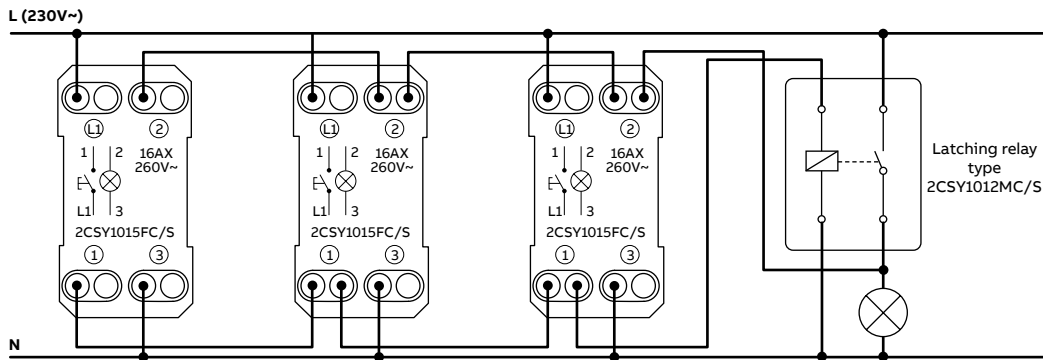 L (230V~)
L1 2
1 2 16AX
260V~
L1 3
2CSY1015FC/S
1 3
L1 2
1 2 16AX
260V~
L1 3
2CSY1015FC/S
1 3
L1 2
1 2 16AX
260V~
L1 3
2CSY1015FC/S
1 3
Latching relay
type
2CSY1012MC/S
N